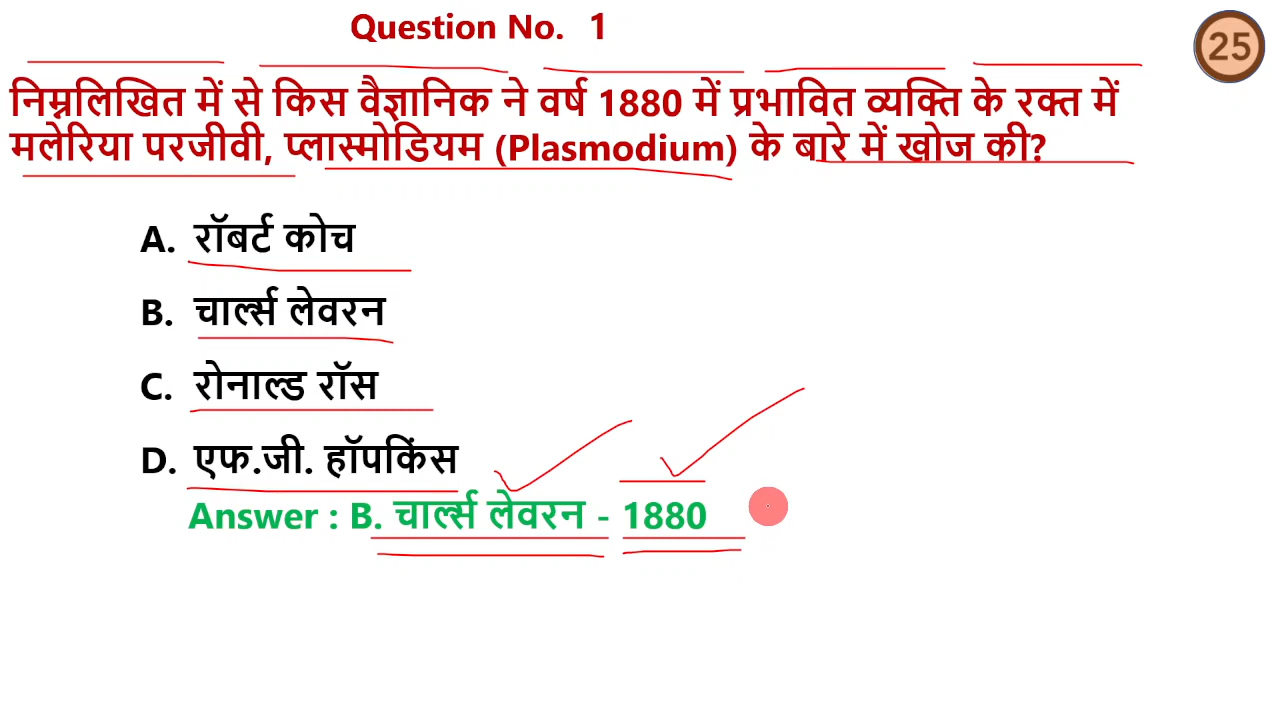 Question No. 1
25
निम्नलिखित में से किस वैज्ञानिक ने वर्ष 1880 में प्रभावित व्यक्ति के रक्त में
मलेरिया परजीवी, प्लास्मोडियम (Plasmodium) के बारे में खोज की?
A. रॉबर्ट कोच
B. चार्ल्स लेवरन
C. रोनाल्ड रॉस
D. एफ.जी. हॉपकिंस
Answer : B. चार्ल्स लेवरन - 1880